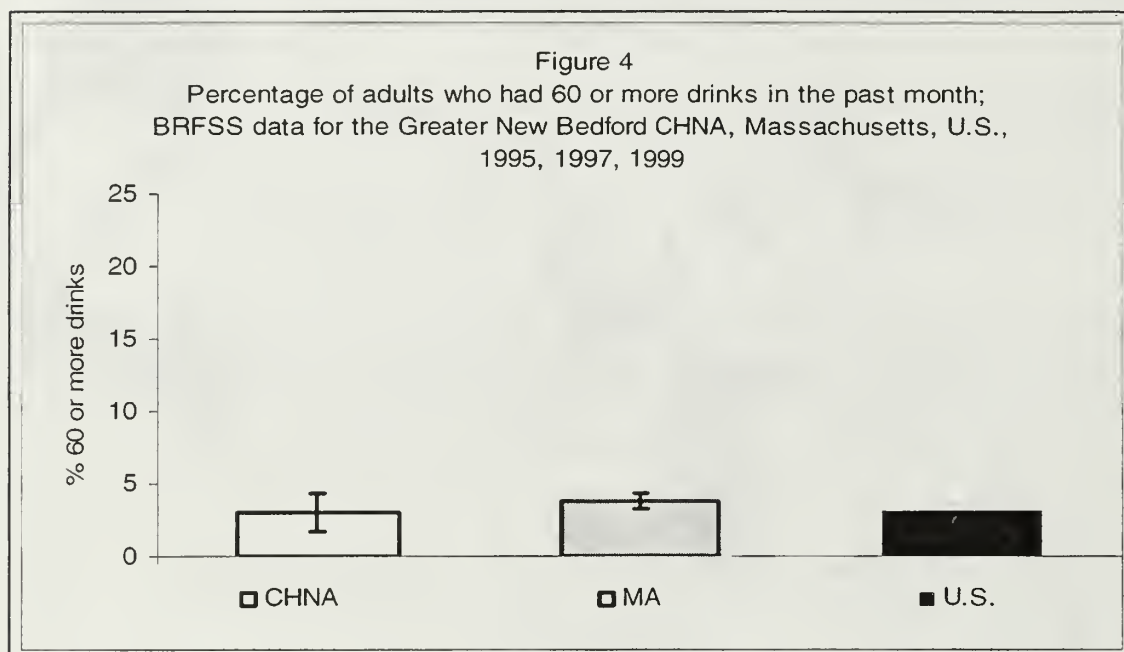 Figure 4
Percentage of adults who had 60 or more drinks in the past month;
BRFSS data for the Greater New Bedford CHNA, Massachusetts, U.S.,
1995, 1997, 1999
25
20
15
10
5
0
% 60 or more drinks
CHNA
MA
U.S.